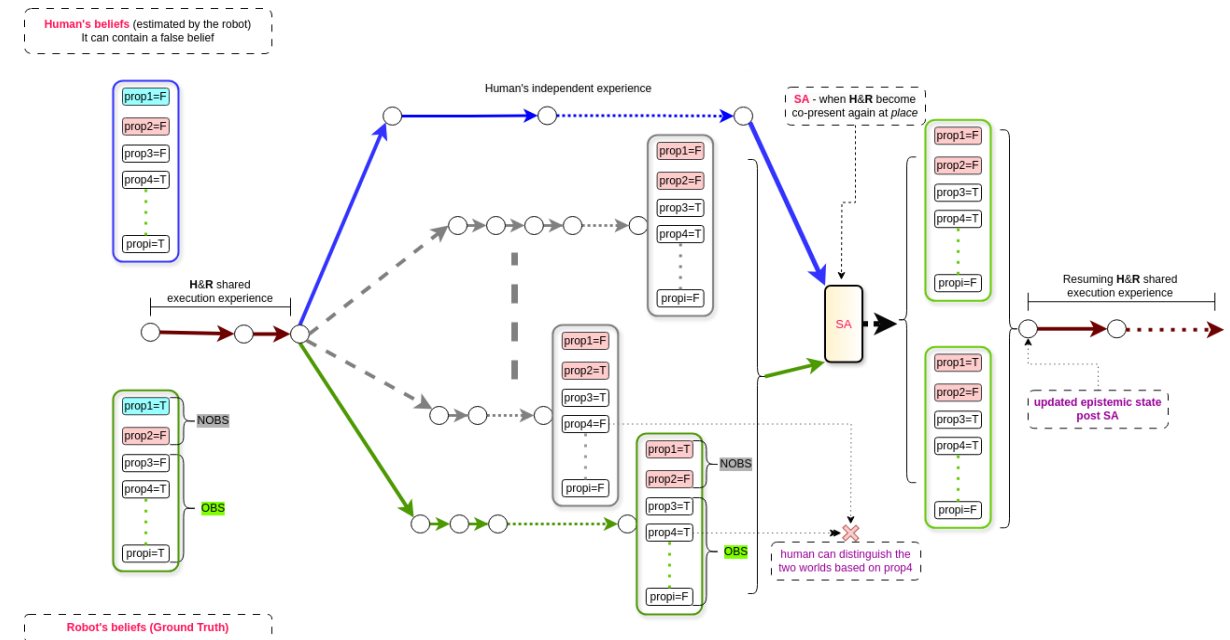 Human's beliefs (estimated by the robot)
It can contain a false belief
prop1=F
prop2=F
prop3=F
prop4=T
propi=T
H&R shared
execution experience
prop1=T
prop2=F
prop3=F
prop4=T
propi=T
NOBS
OBS
Robot's beliefs (Ground Truth)
Human's independent experience
prop1=F
prop2=F
prop3=T
prop4=T
propi=F
prop1=F
prop2=T
prop3=T
prop4=F
propi=F
prop1=T
prop2=F
prop3=T
prop4=T
propi=F
NOBS
OBS
SA - when H&R become
co-present again at place
SA
human can distinguish the
two worlds based on prop4
prop1=F
prop2=F
prop3=T
prop4=T
propi=F
prop1=T
prop2=F
prop3=T
prop4=T
propi=F
Resuming H&R shared
execution experience
updated epistemic state
post SA